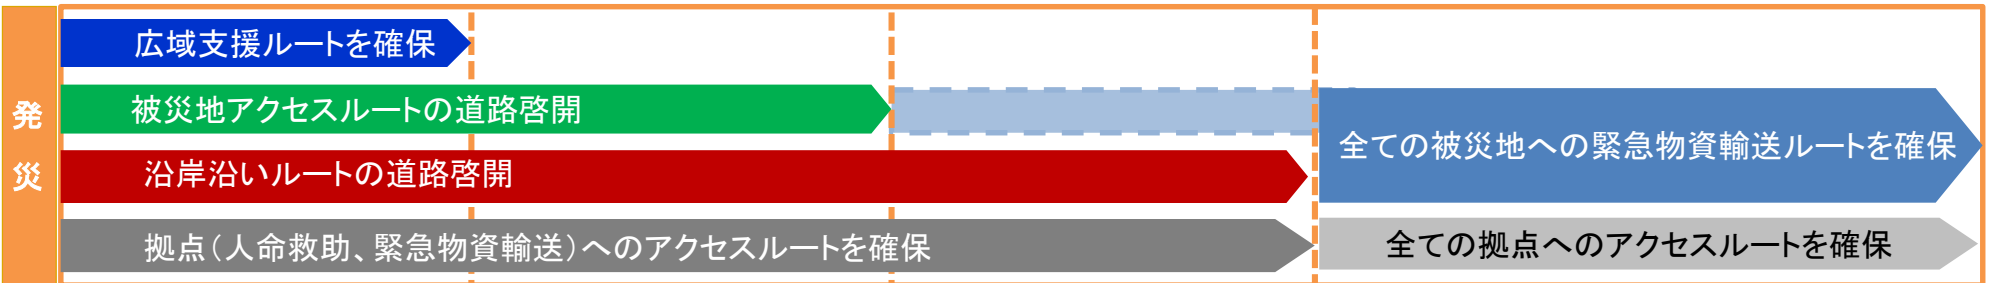 発災
広域支援ルートを確保
被災地アクセスルートの道路啓開
沿岸沿いルートの道路啓開
全ての被災地への緊急物資輸送ルートを確保
拠点(人命救助、緊急物資輸送)へのアクセスルートを確保
全ての拠点へのアクセスルートを確保